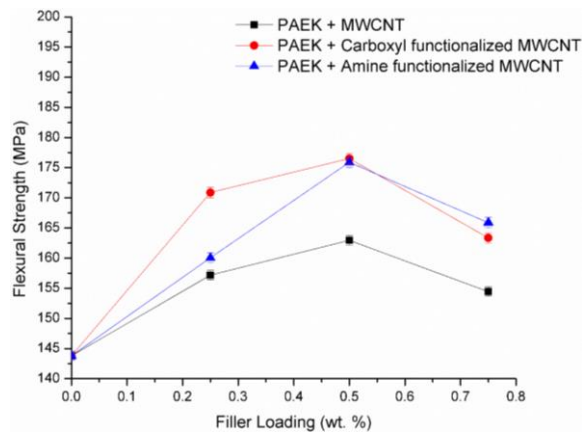 PAEK + MWCNT
PAEK + Carboxyl functionalized MWCNT
PAEK + Amine functionalized MWCNT
Flexural Strength (MPa)
200
195
190
185
180
175
170
165
160
155
150
145
140
0.0 0.1 0.2 0.3 0.4 0.5 0.6 0.7 0.8
Filler Loading (wt. %)